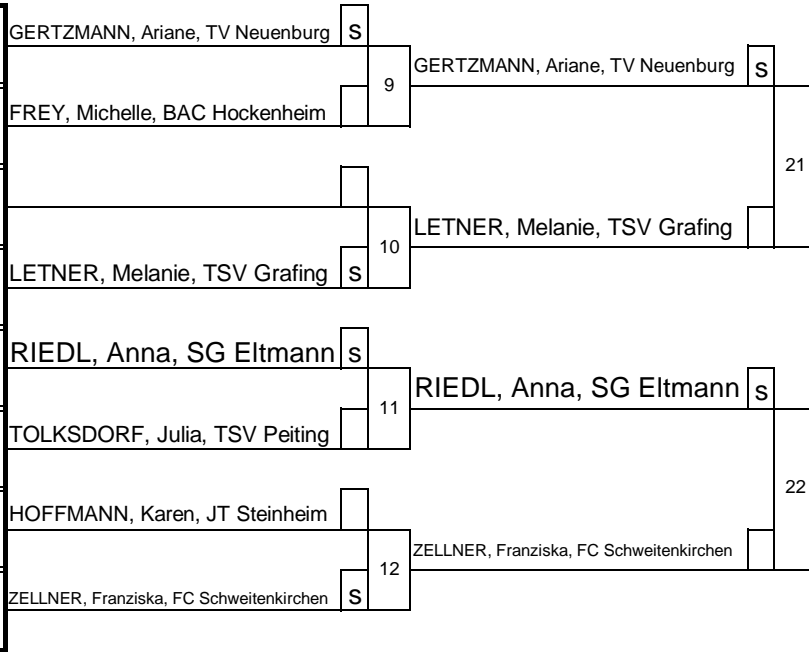 GERTZMANN, Ariane, TV Neuenburg s
9
FREY, Michelle, BAC Hockenheim
10
LETNER, Melanie, TSV Grafing s
RIEDL, Anna, SG Eltmann s
11
TOLKSDORF, Julia, TSV Peiting
HOFFMANN, Karen, JT Steinheim
12
ZELLNER, Franziska, FC Schweitenkirchen s
GERTZMANN, Ariane, TV Neuenburg s
21
LETNER, Melanie, TSV Grafing
RIEDL, Anna, SG Eltmann s
22
ZELLNER, Franziska, FC Schweitenkirchen